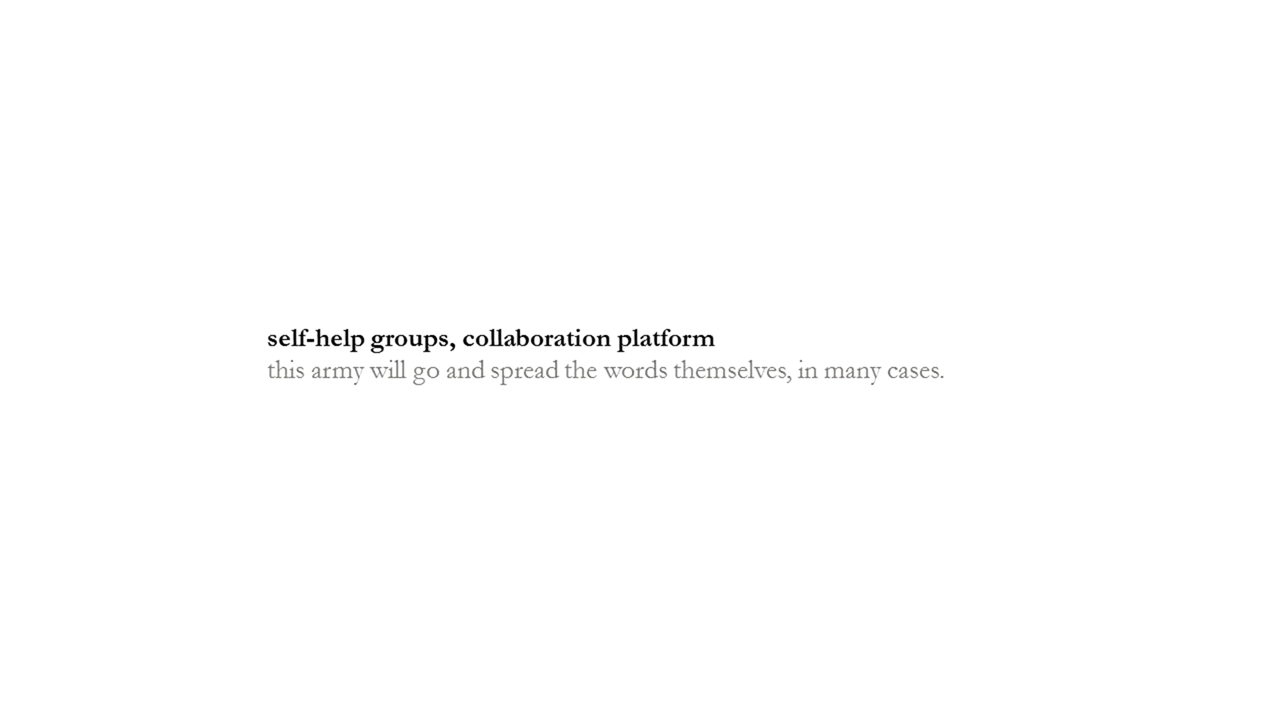 self-help groups, collaboration platform
this army will go and spread the words themselves, in many cases.